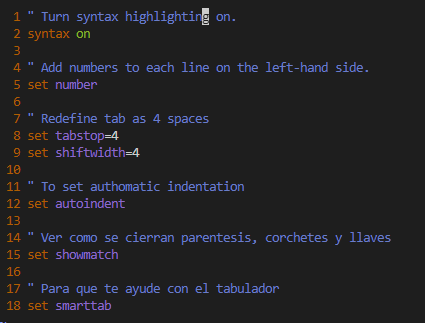 1 " Turn syntax highlighting on.
2 syntax on
3
4 " Add numbers to each line on the left-hand side.
5 set number
6
7 " Redefine tab as 4 spaces
8 set tabstop=4
9 set shiftwidth=4
10
11 " To set authomatic indentation
12 set autoindent
13
14 " Ver como se cierran parentesis, corchetes y llaves
15 set showmatch
16
17 " Para que te ayude con el tabulador
18 set smarttab